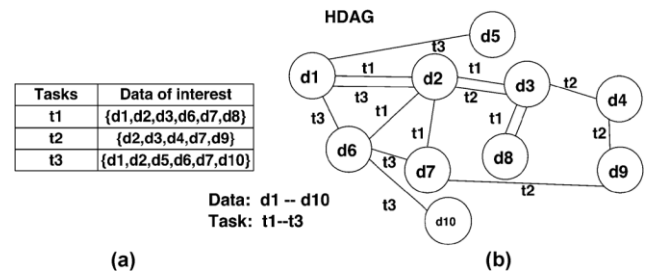 HDAG
Tasks Data of interest
t1 {d1,d2,d3,d6,d7,d8}
t2 {d2,d3,d4,d7,d9}
t3 {d1,d2,d5,d6,d7,d10}
d5
t3
d1
t1
d2
t1
d3
t3
t2
t2
d4
t3
t1
t1
t1
t2
d6
t3
d7
d8
d9
t2
t3
d10
Data: d1 -- d10
Task: t1--t3
(a)
(b)